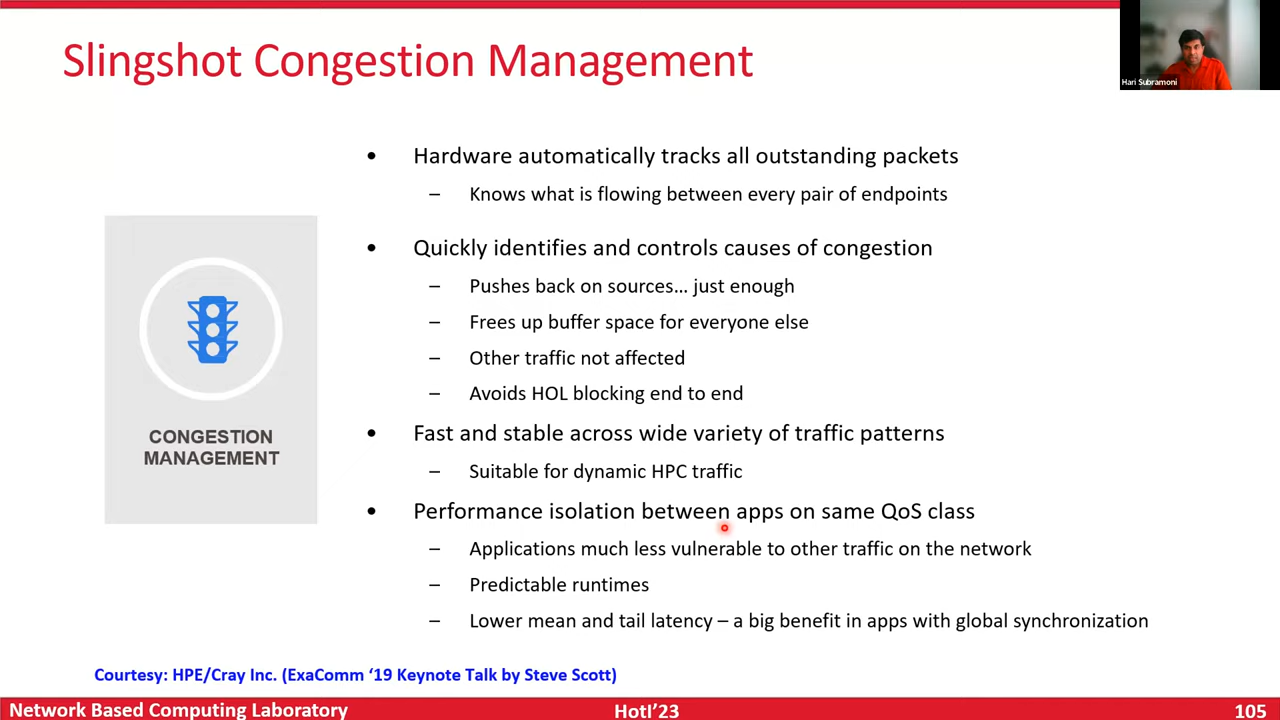 Slingshot Congestion Management
Hari Subramoni
• Hardware automatically tracks all outstanding packets
– Knows what is flowing between every pair of endpoints
• Quickly identifies and controls causes of congestion
– Pushes back on sources... just enough
– Frees up buffer space for everyone else
– Other traffic not affected
– Avoids HOL blocking end to end
• Fast and stable across wide variety of traffic patterns
– Suitable for dynamic HPC traffic
• Performance isolation between apps on same QoS class
– Applications much less vulnerable to other traffic on the network
– Predictable runtimes
– Lower mean and tail latency – a big benefit in apps with global synchronization
CONGESTION
MANAGEMENT
Courtesy: HPE/Cray Inc. (ExaComm ‘19 Keynote Talk by Steve Scott)
Network Based Computing Laboratory
HotI’23
105